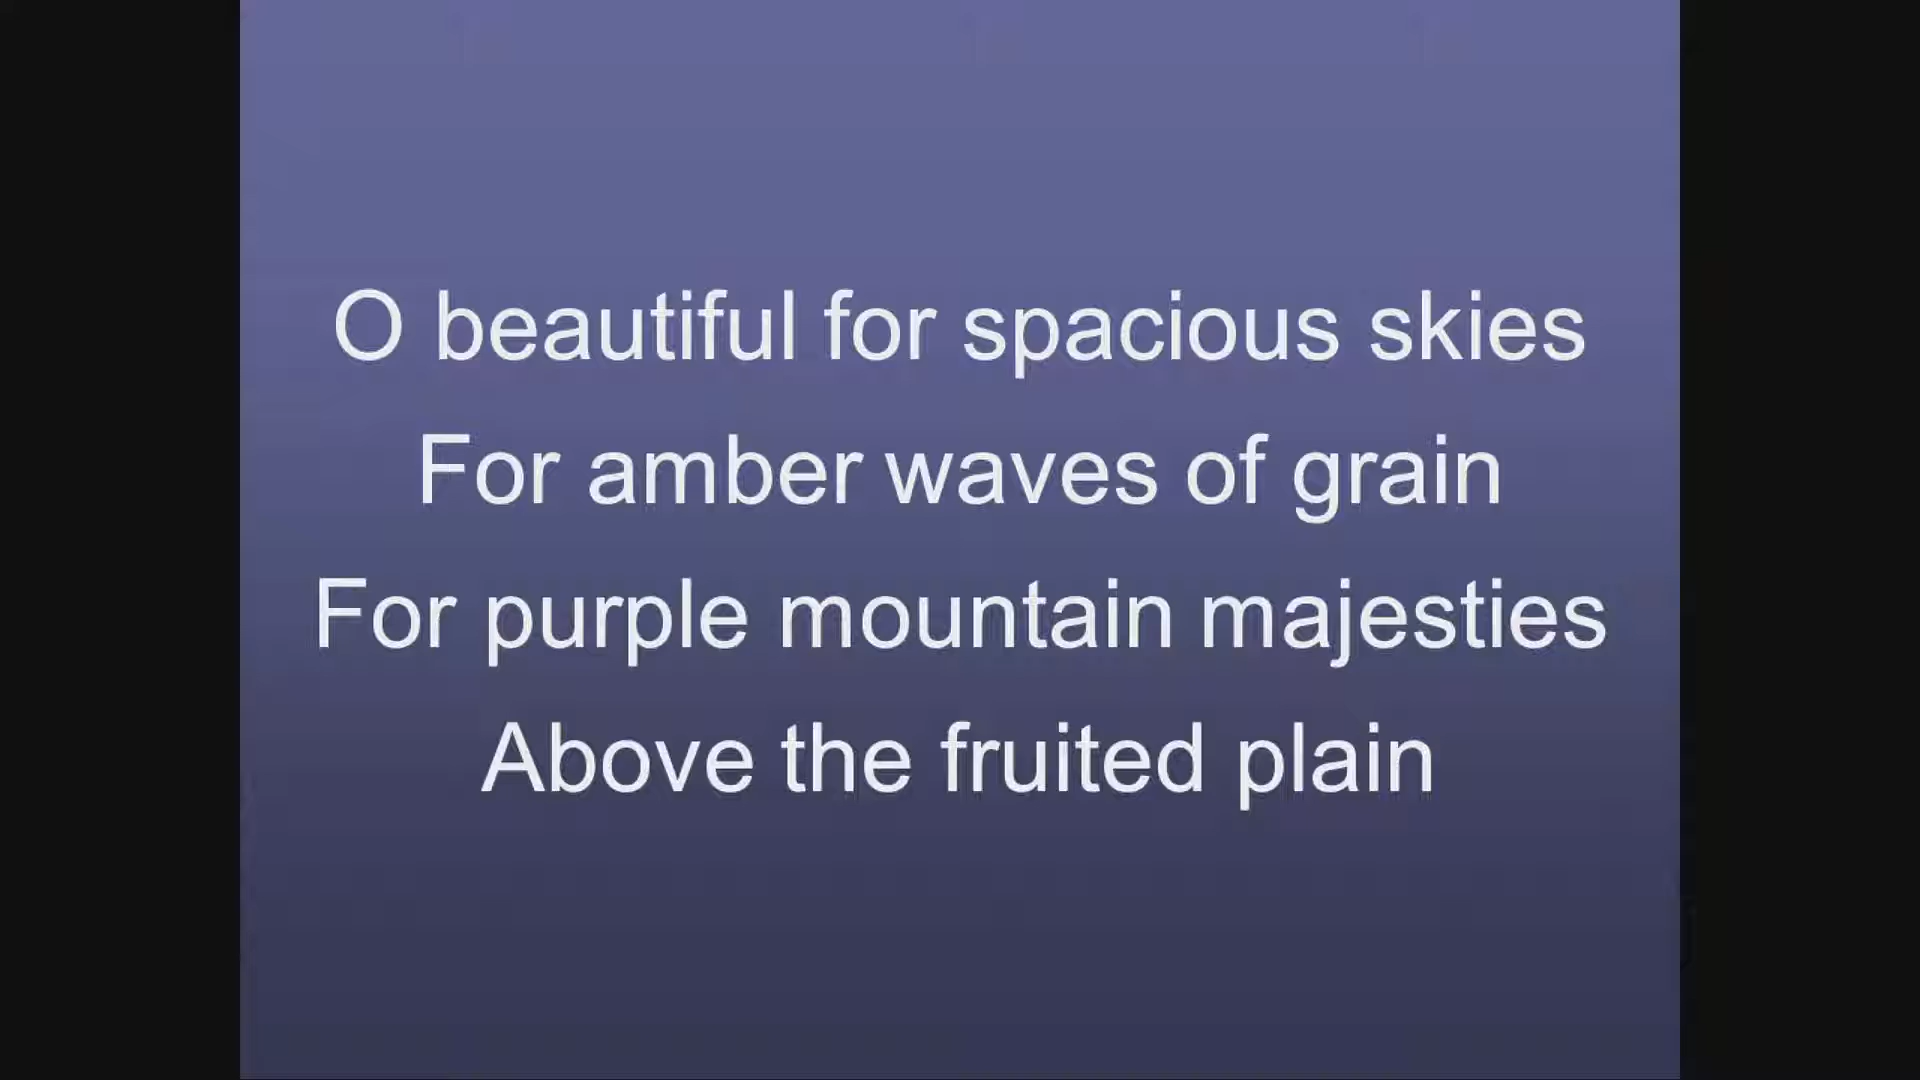 O beautiful for spacious skies
For amber waves of grain
For purple mountain majesties
Above the fruited plain